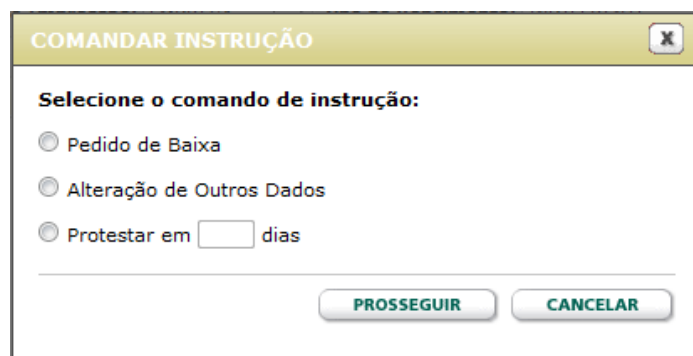 COMANDAR INSTRUÇÃO
X
Selecione o comando de instrução:
Pedido de Baixa
Alteração de Outros Dados
Protestar em dias
PROSSEGUIR CANCELAR